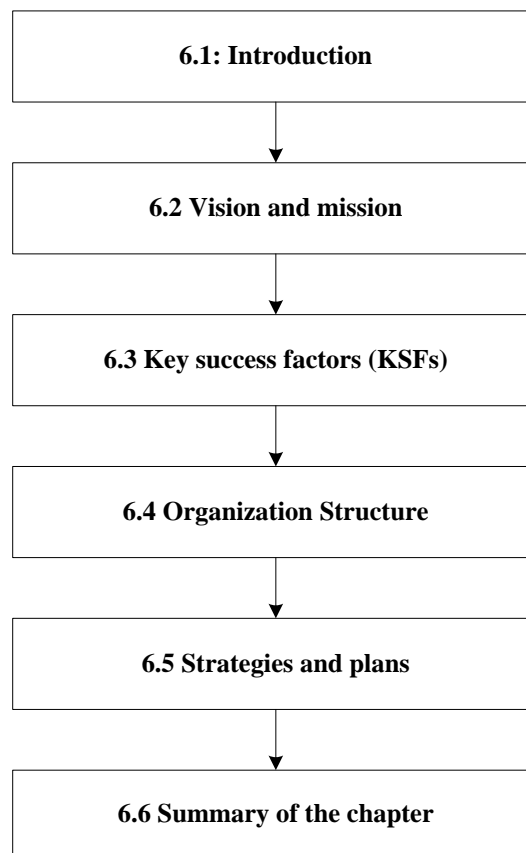 6.1: Introduction
6.2 Vision and mission
6.3 Key success factors (KSFs)
6.4 Organization Structure
6.5 Strategies and plans
6.6 Summary of the chapter